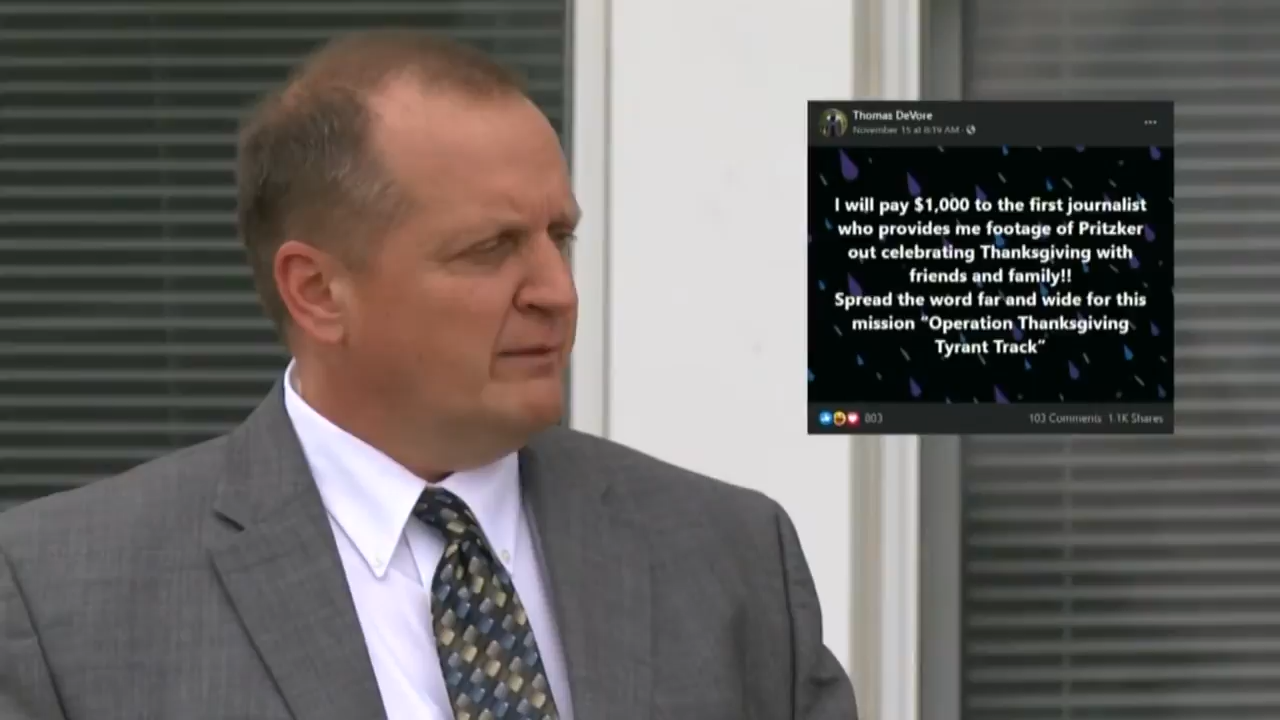 Thomas DeVore
November 15 at 8:19 AM ·
I will pay $1,000 to the first journalist
who provides me footage of Pritzker
out celebrating Thanksgiving with
friends and family!!
Spread the word far and wide for this
mission "Operation Thanksgiving
Tyrant Track"
803
103 Comments 1.1K Shares